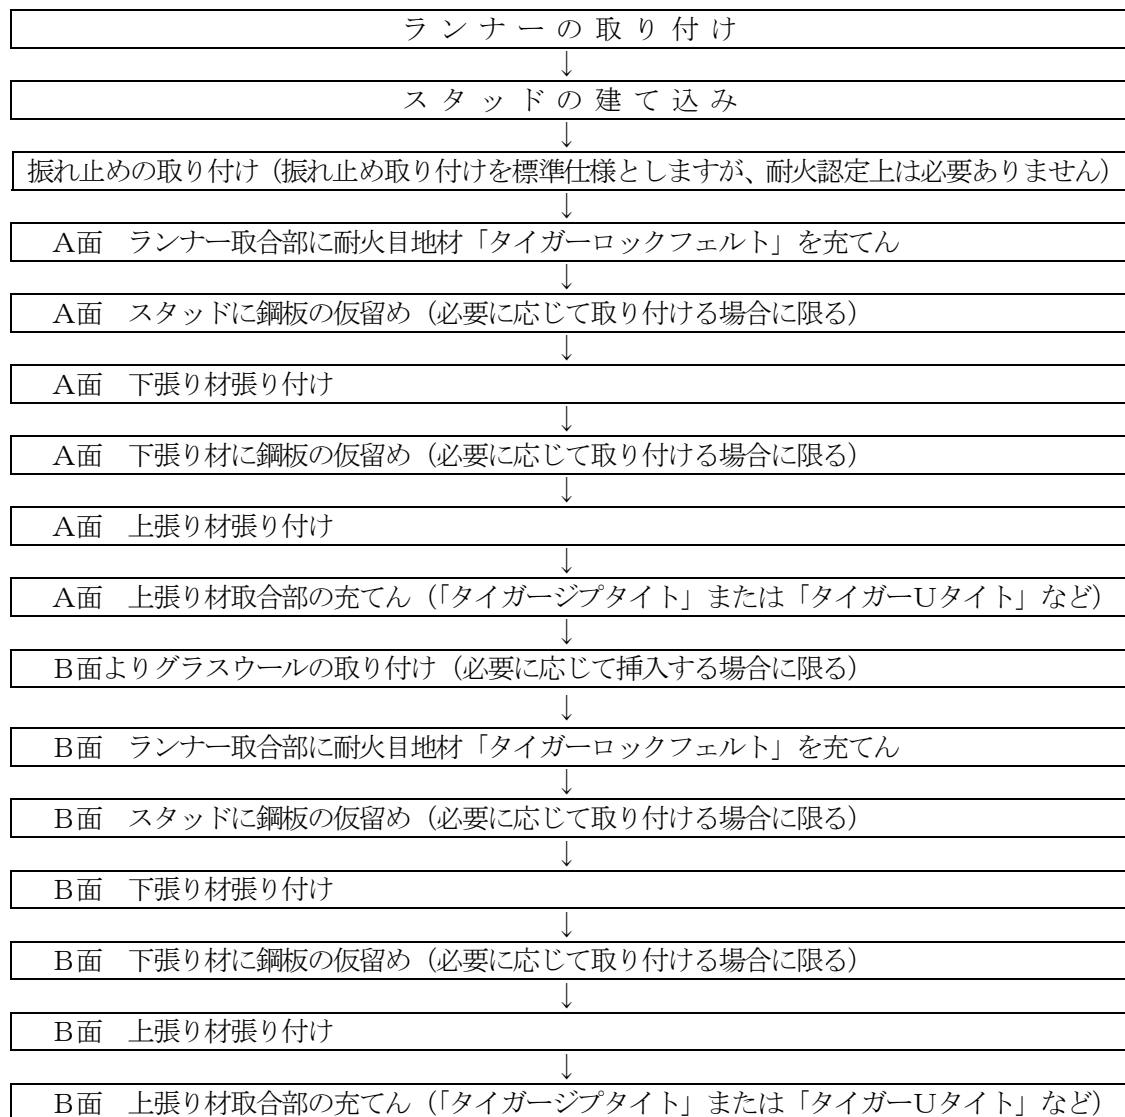 ランナーの取り付け
↓
スタッドの建て込み
↓
振れ止めの取り付け（振れ止め取り付けを標準仕様としますが、耐火認定上は必要ありません）
↓
A面　ランナー取合部に耐火目地材「タイガーロックフェルト」を充てん
↓
A面　スタッドに鋼板の仮留め（必要に応じて取り付ける場合に限る）
↓
A面　下張り材張り付け
↓
A面　下張り材に鋼板の仮留め（必要に応じて取り付ける場合に限る）
↓
A面　上張り材張り付け
↓
A面　上張り材取合部の充てん（「タイガージプタイト」または「タイガーUタイト」など）
↓
B面よりグラスウールの取り付け（必要に応じて挿入する場合に限る）
↓
B面　ランナー取合部に耐火目地材「タイガーロックフェルト」を充てん
↓
B面　スタッドに鋼板の仮留め（必要に応じて取り付ける場合に限る）
↓
B面　下張り材張り付け
↓
B面　下張り材に鋼板の仮留め（必要に応じて取り付ける場合に限る）
↓
B面　上張り材張り付け
↓
B面　上張り材取合部の充てん（「タイガージプタイト」または「タイガーUタイト」など）